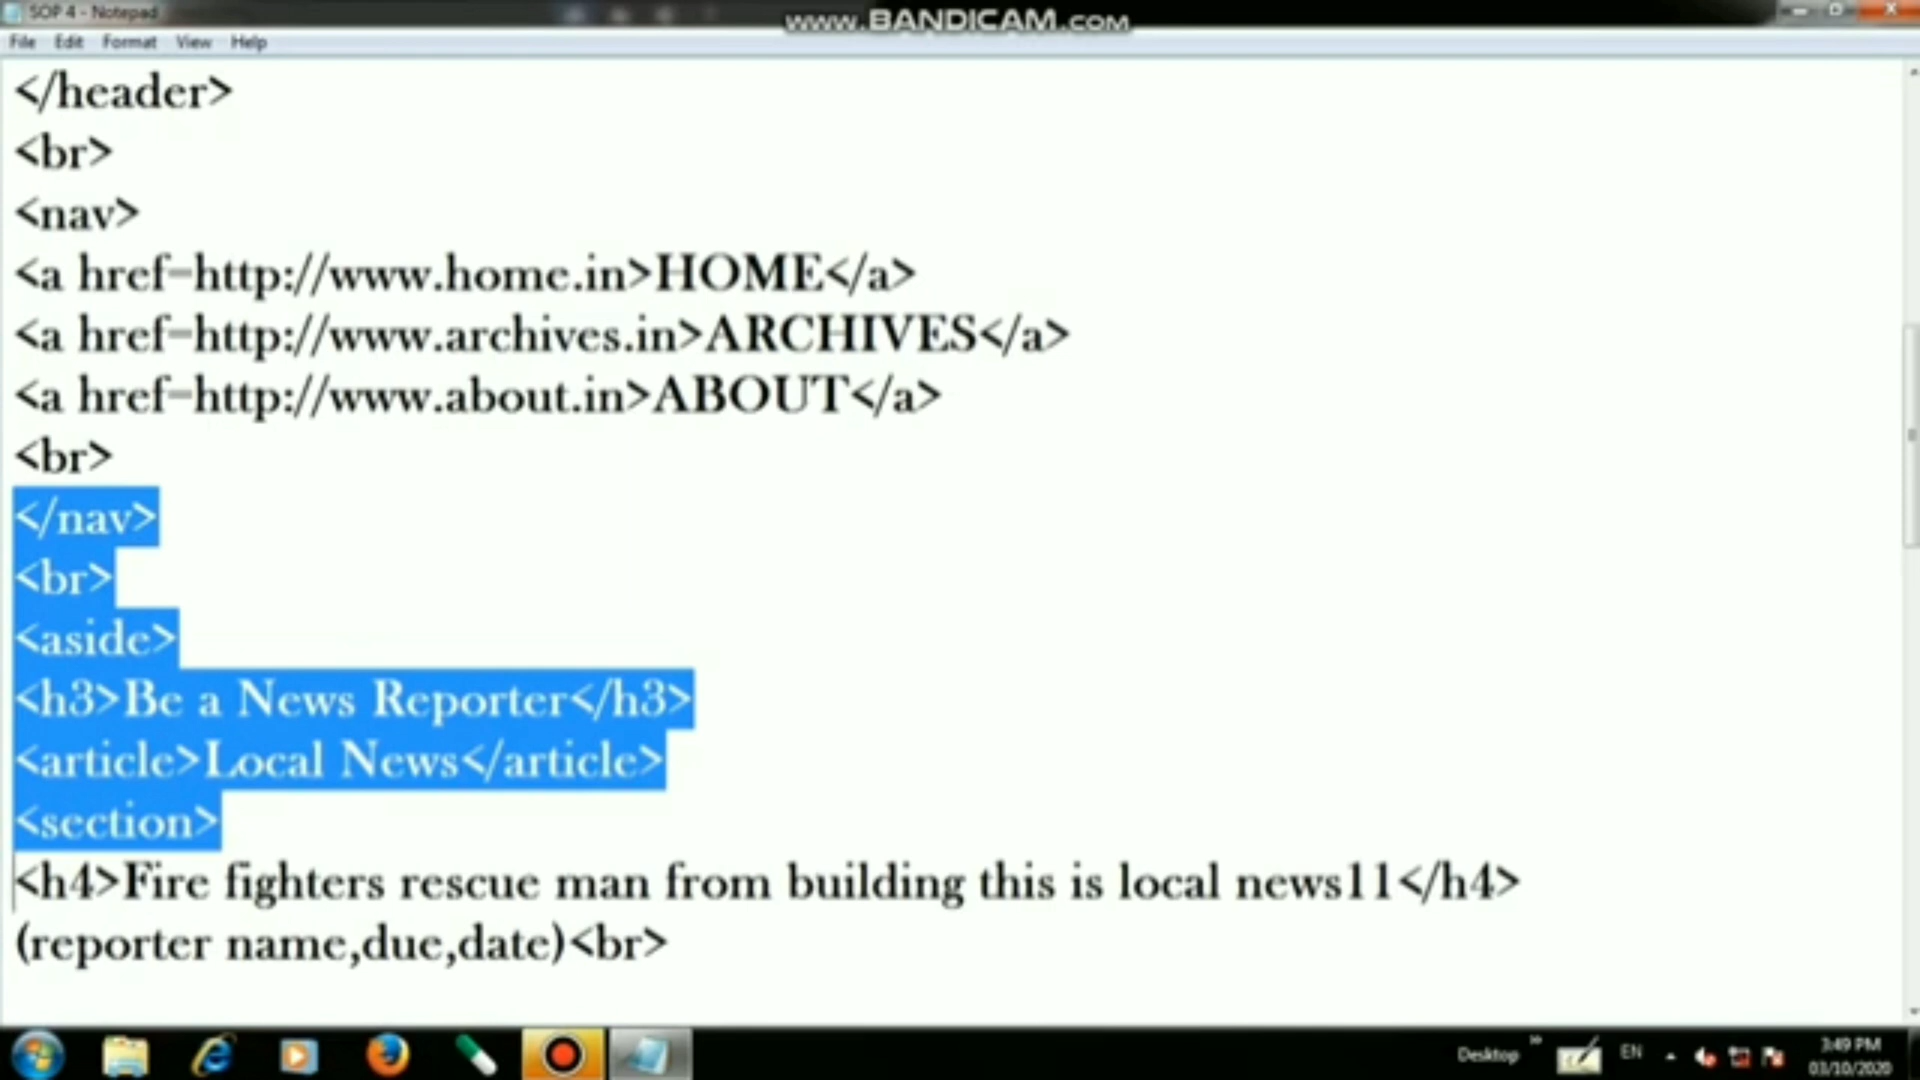 SOP 4 - Notepad
www.BANDICAM.com
File Edit Format View Help
</header>
<br>
<nav>
<a href=http://www.home.in>HOME</a>
<a href=http://www.archives.in>ARCHIVES</a>
<a href=http://www.about.in>ABOUT</a>
<br>
</nav>
<br>
<aside>
<h3>Be a News Reporter</h3>
<article>Local News</article>
<section>
<h4>Fire fighters rescue man from building this is local news11</h4>
(reporter name,due,date)<br>
Desktop
EN
3:49 PM
03/10/2020